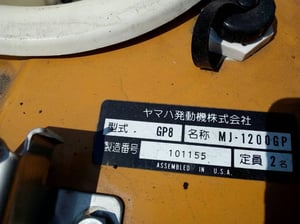 ヤマハ発動機株式会社
型式. GP8 名称 MJ-1200GP
製造番号 101155 定員 2名
ASSEMBLED IN U.S.A.